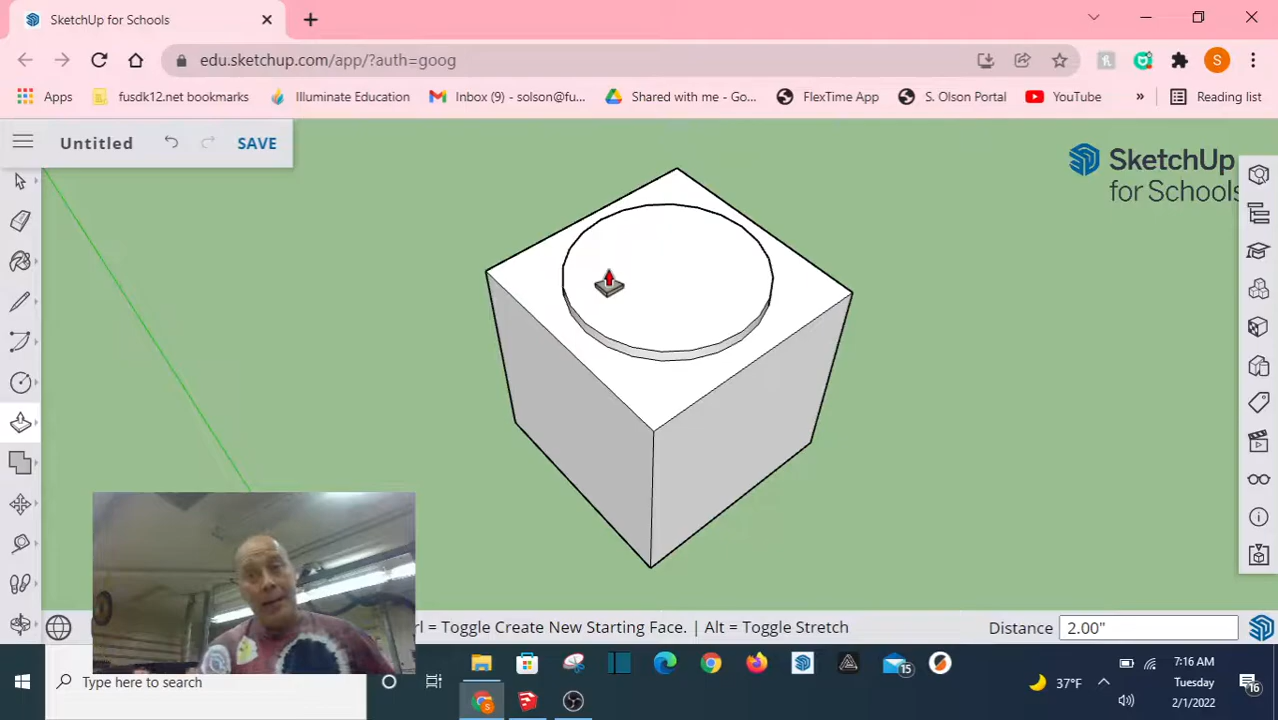 SketchUp for Schools
edu.sketchup.com/app/?auth=goog
Apps fusdk12.net bookmarks Illuminate Education Inbox (9) - solson@fu... Shared with me - Go... FlexTime App S. Olson Portal YouTube » Reading list
S
Untitled SAVE
SketchUp
for Schools
rl = Toggle Create New Starting Face. | Alt = Toggle Stretch Distance 2.00"
Type here to search
S
15
37°F
7:16 AM
Tuesday
2/1/2022
16